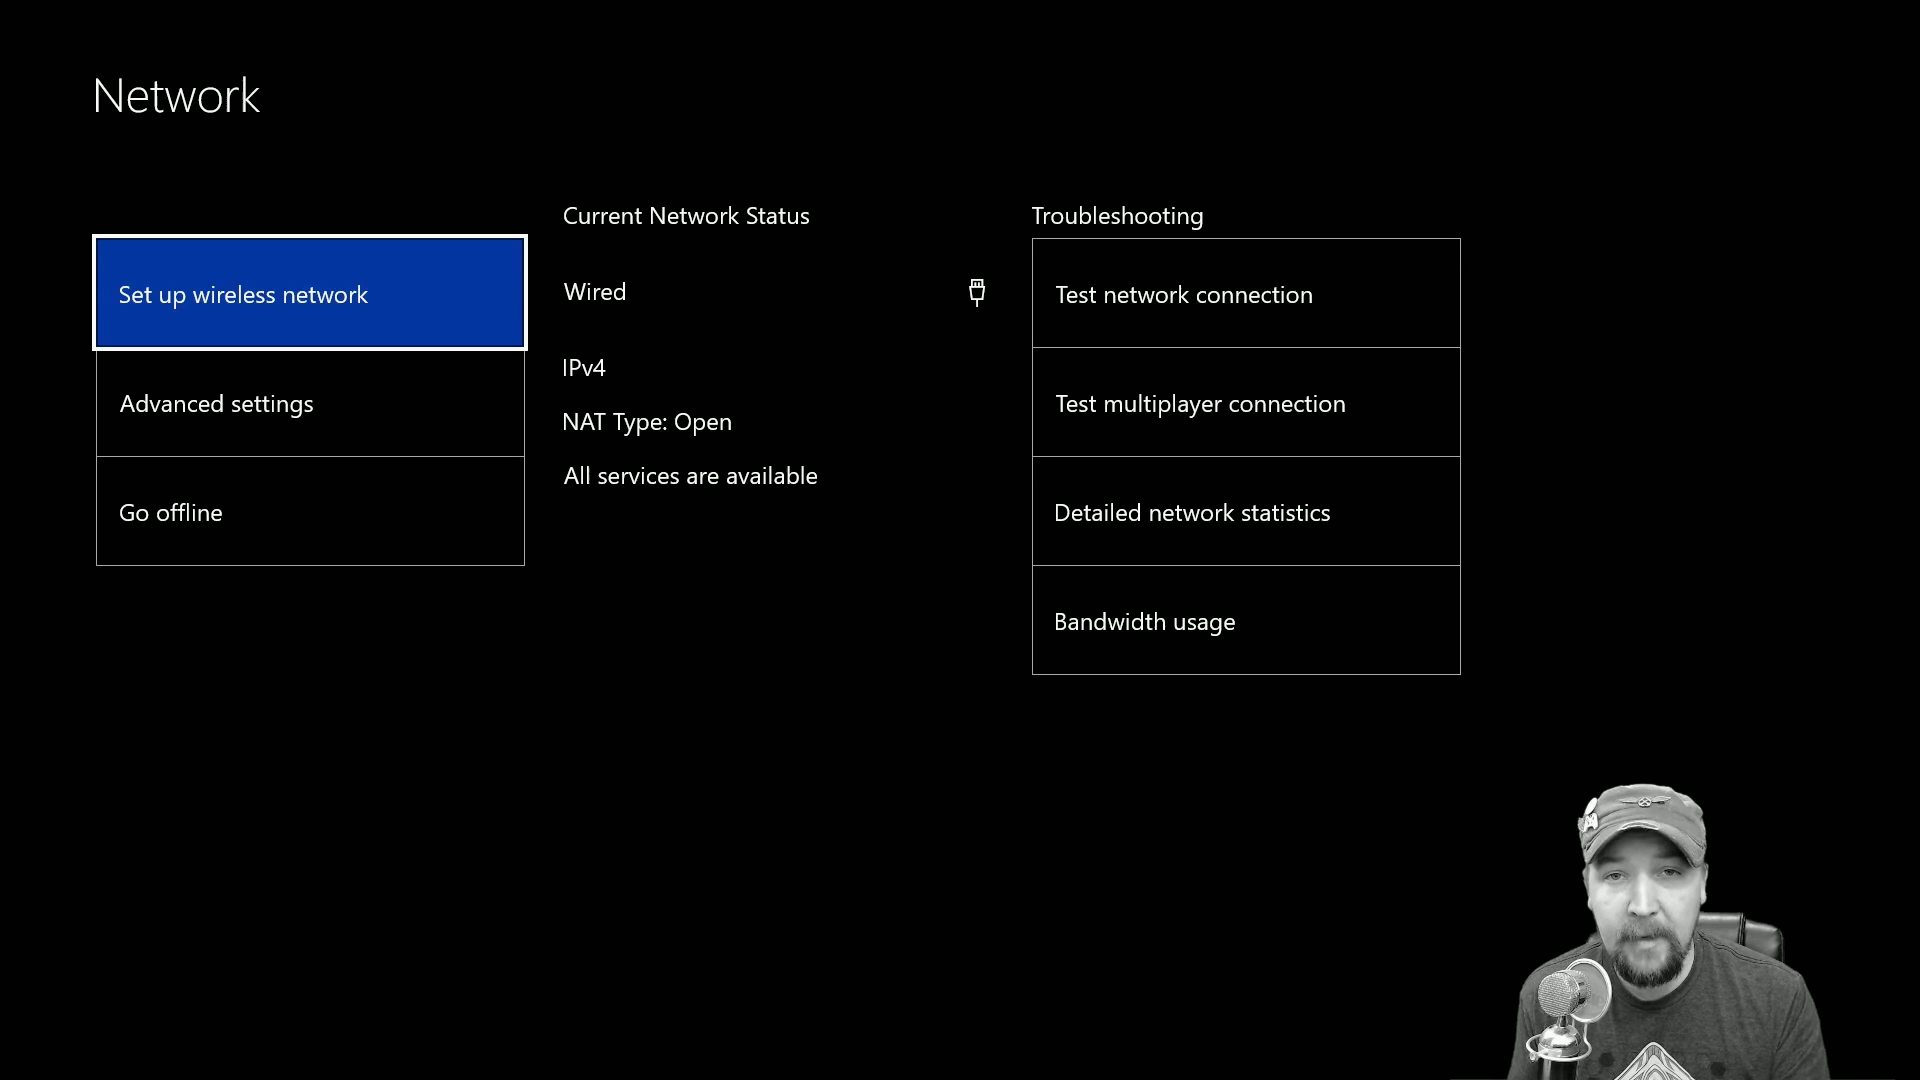 Network
Set up wireless network
Advanced settings
Go offline
Current Network Status
Wired
IPv4
NAT Type: Open
All services are available
Troubleshooting
Test network connection
Test multiplayer connection
Detailed network statistics
Bandwidth usage